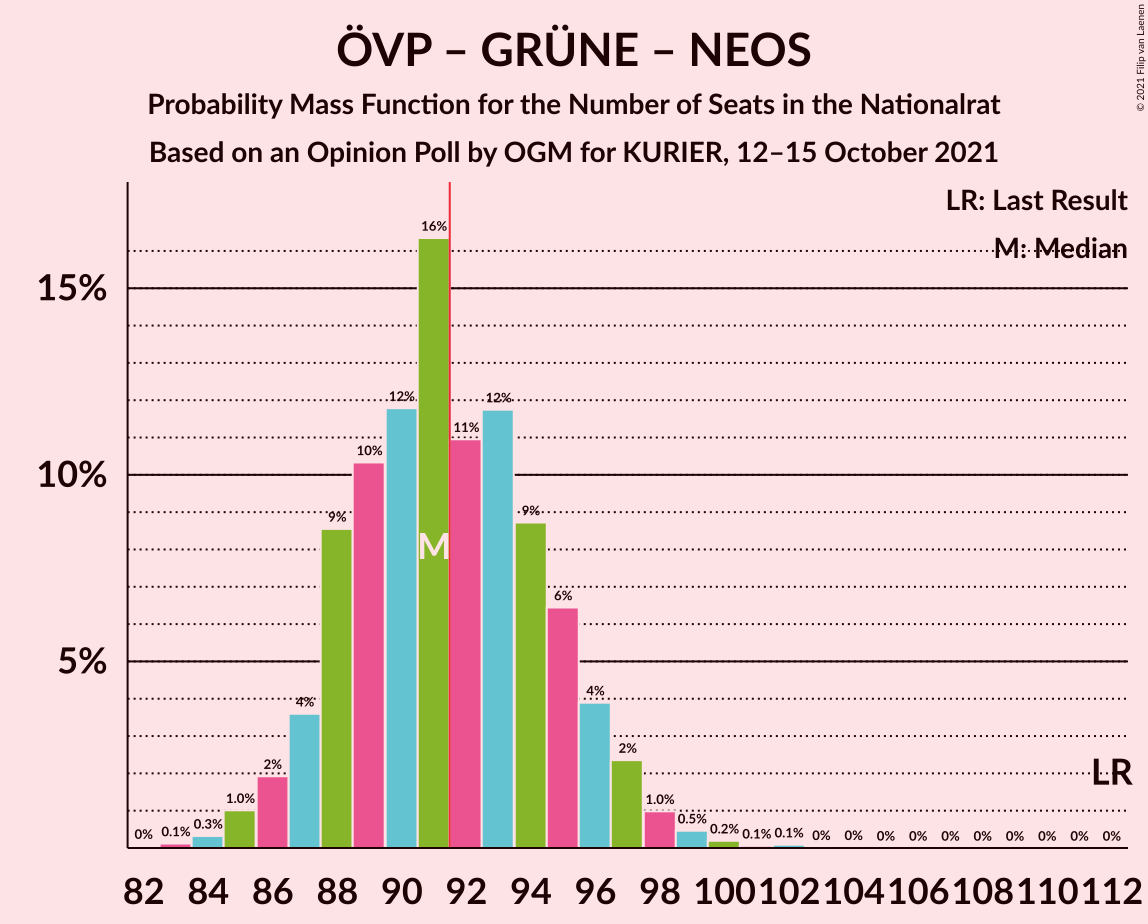 ÖVP – GRÜNE – NEOS
Probability Mass Function for the Number of Seats in the Nationalrat
Based on an Opinion Poll by OGM for KURIER, 12–15 October 2021
© 2021 Filip van Laenen
LR: Last Result
M: Median
15%
10%
5%
0% 0.1% 0.3% 1.0% 2% 4% 9% 10% 12% 16% 11% 12% 9% 6% 4% 2% 1.0% 0.5% 0.2% 0.1% 0.1% 0% 0% 0% 0% 0% 0% 0% 0% 0% 0%
M
LR
82 84 86 88 90 92 94 96 98 100 102 104 106 108 110 112